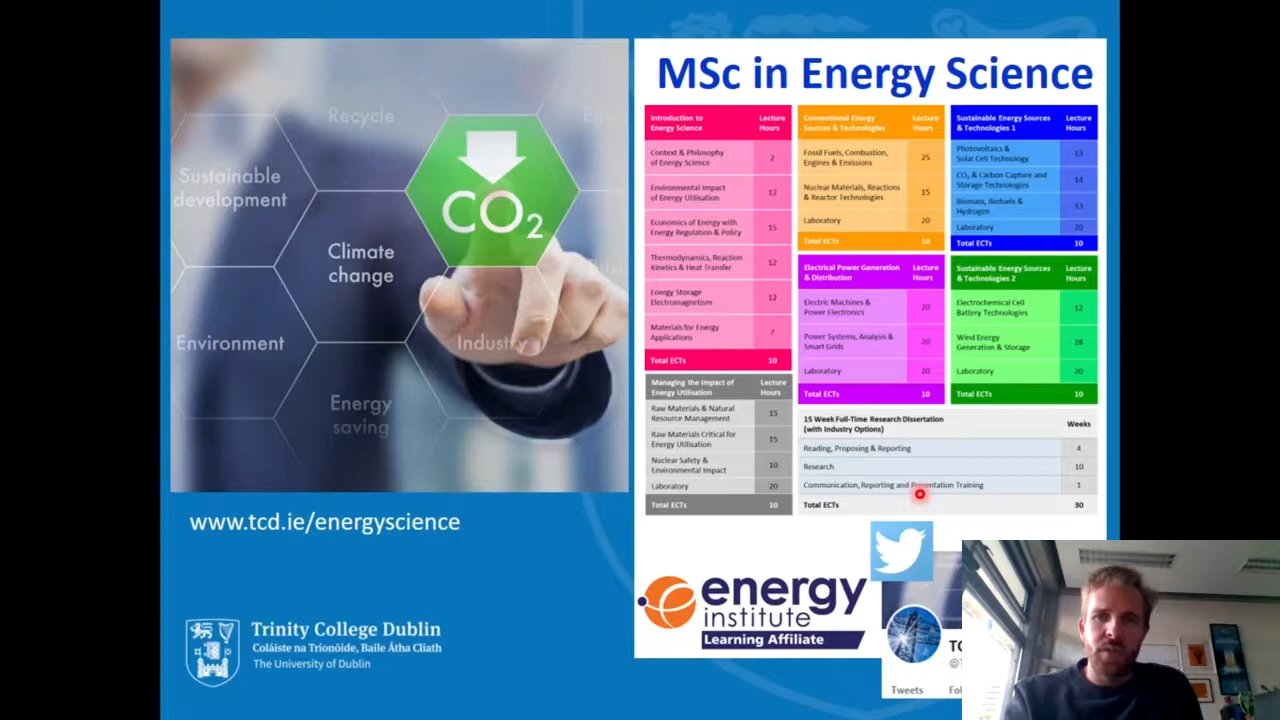 Recycle
Sustainable
development
CO2
Climate
change
Environment
Industry
Energy
saving
www.tcd.ie/energyscience
Trinity College Dublin
Coláiste na Tríonóide, Baile Átha Cliath
The University of Dublin
MSc in Energy Science
Introduction to Lecture
Energy Science Hours
Context & Philosophy
of Energy Science 2
Environmental Impact
of Energy Utilisation 12
Economics of Energy with
Energy Regulation & Policy 15
Thermodynamics, Reaction
Kinetics & Heat Transfer 12
Energy Storage
Electromagnetism 12
Materials for Energy
Applications 7
Total ECTs 10
Managing the Impact of Lecture
Energy Utilisation Hours
Raw Materials & Natural
Resource Management 15
Raw Materials Critical for
Energy Utilisation 15
Nuclear Safety &
Environmental Impact 10
Laboratory 20
Total ECTs 10
Conventional Energy Lecture
Sources & Technologies Hours
Fossil Fuels, Combustion,
Engines & Emissions 25
Nuclear Materials, Reactions
& Reactor Technologies 15
Laboratory 20
Total ECTs 10
Electrical Power Generation Lecture
& Distribution Hours
Electric Machines &
Power Electronics 20
Power Systems, Analysis &
Smart Grids 20
Laboratory 20
Total ECTs 10
Sustainable Energy Sources Lecture
& Technologies 1 Hours
Photovoltaics &
Solar Cell Technology 13
CO2 & Carbon Capture and
Storage Technologies 14
Biomass, Biofuels &
Hydrogen 13
Laboratory 20
Total ECTs 10
Sustainable Energy Sources Lecture
& Technologies 2 Hours
Electrochemical Cell
Battery Technologies 12
Wind Energy
Generation & Storage 28
Laboratory 20
Total ECTs 10
15 Week Full-Time Research Dissertation
(with Industry Options) Weeks
Reading, Proposing & Reporting 4
Research 10
Communication, Reporting and Presentation Training 1
Total ECTs 30
energy
institute
Learning Affiliate
Tweets